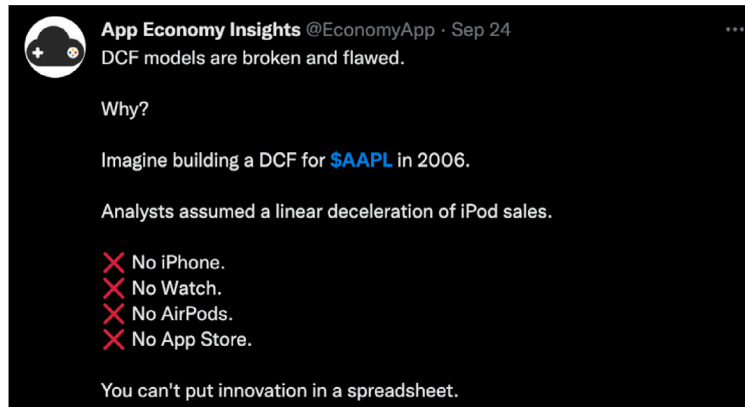 App Economy Insights @EconomyApp · Sep 24
DCF models are broken and flawed.
Why?
Imagine building a DCF for $AAPL in 2006.
Analysts assumed a linear deceleration of iPod sales.
❌ No iPhone.
❌ No Watch.
❌ No AirPods.
❌ No App Store.
You can't put innovation in a spreadsheet.